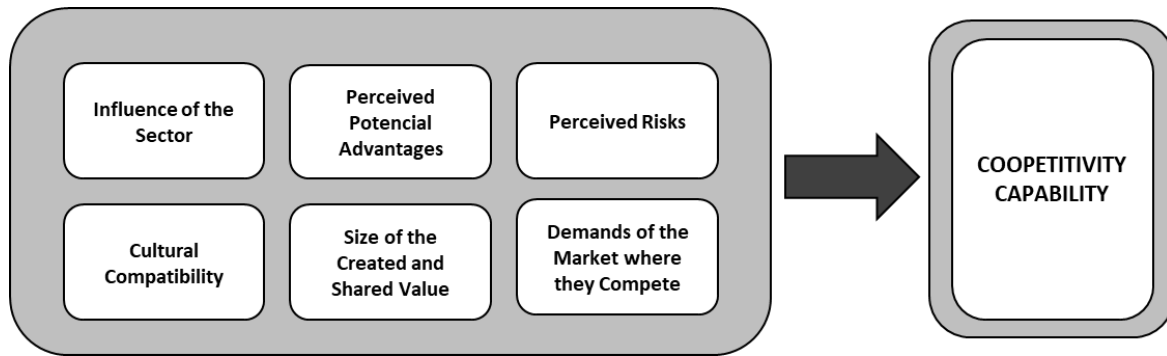 Influence of the
Sector
Perceived
Potencial
Advantages
Perceived Risks
Cultural
Compatibility
Size of the
Created and
Shared Value
Demands of the
Market where
they Compete
COOPETITIVITY
CAPABILITY